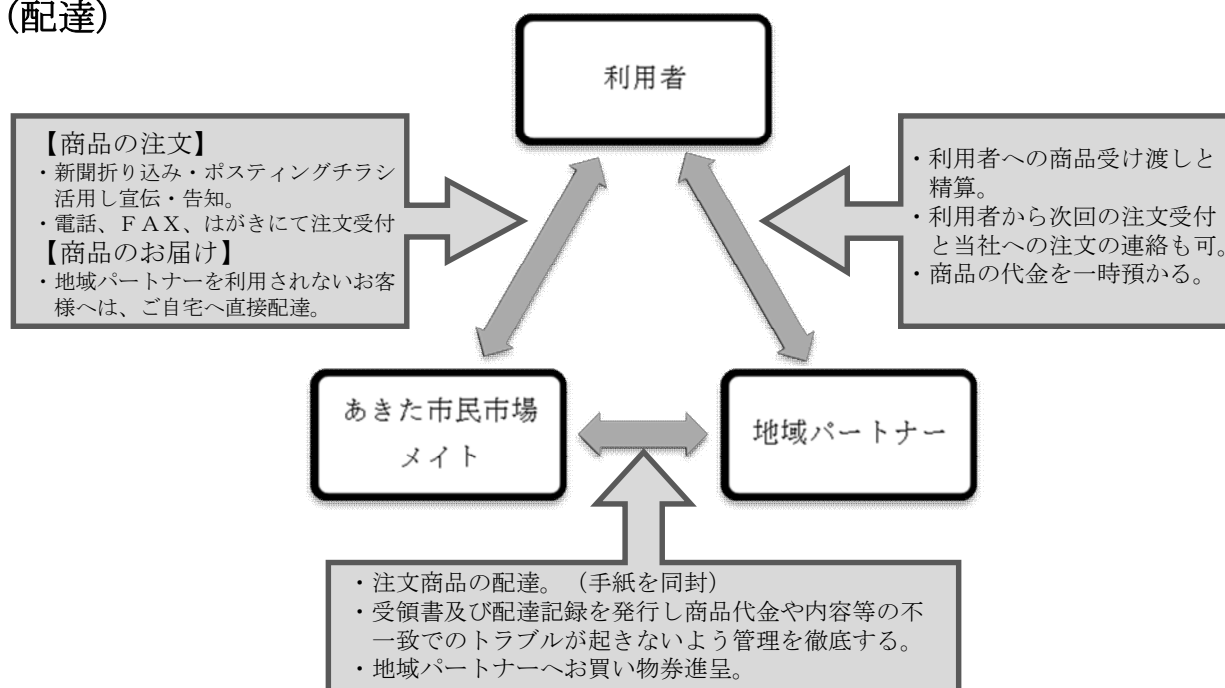 (配達)
利用者
【商品の注文】
・新聞折り込み・ポスティングチラシ
活用し宣伝・告知。
・電話、ＦＡＸ、はがきにて注文受付
【商品のお届け】
・地域パートナーを利用されないお客
様へは、ご自宅へ直接配達。
・利用者への商品受け渡しと
精算。
・利用者から次回の注文受付
と当社への注文の連絡も可。
・商品の代金を一時預かる。
あきた市民市場
メイト
地域パートナー
・注文商品の配達。（手紙を同封）
・受領書及び配達記録を発行し商品代金や内容等の不
一致でのトラブルが起きないよう管理を徹底する。
・地域パートナーへお買い物券進呈。